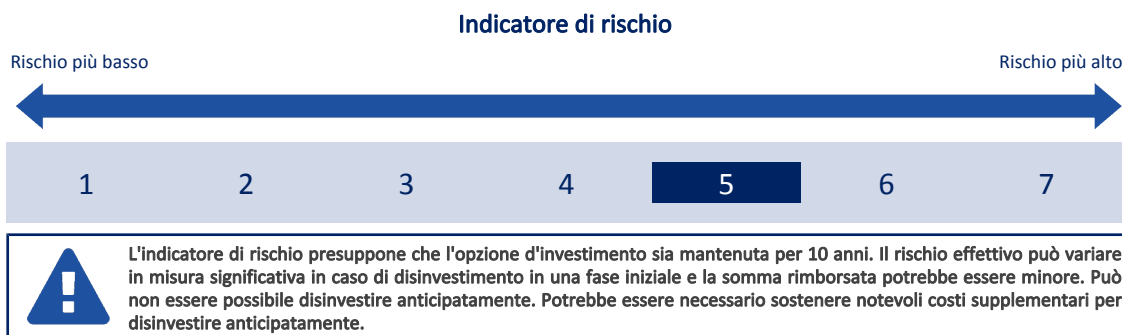 Indicatore di rischio
Rischio più basso
Rischio più alto
1 2 3 4 5 6 7
L'indicatore di rischio presuppone che l'opzione d'investimento sia mantenuta per 10 anni. Il rischio effettivo può variare
in misura significativa in caso di disinvestimento in una fase iniziale e la somma rimborsata potrebbe essere minore. Può
non essere possibile disinvestire anticipatamente. Potrebbe essere necessario sostenere notevoli costi supplementari per
disinvestire anticipatamente.